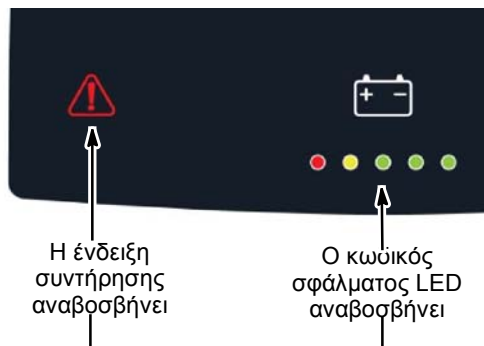 Η ένδειξη
συντήρησης
αναβοσβήνει
Ο κωδικός
σφάλματος LED
αναβοσβήνει